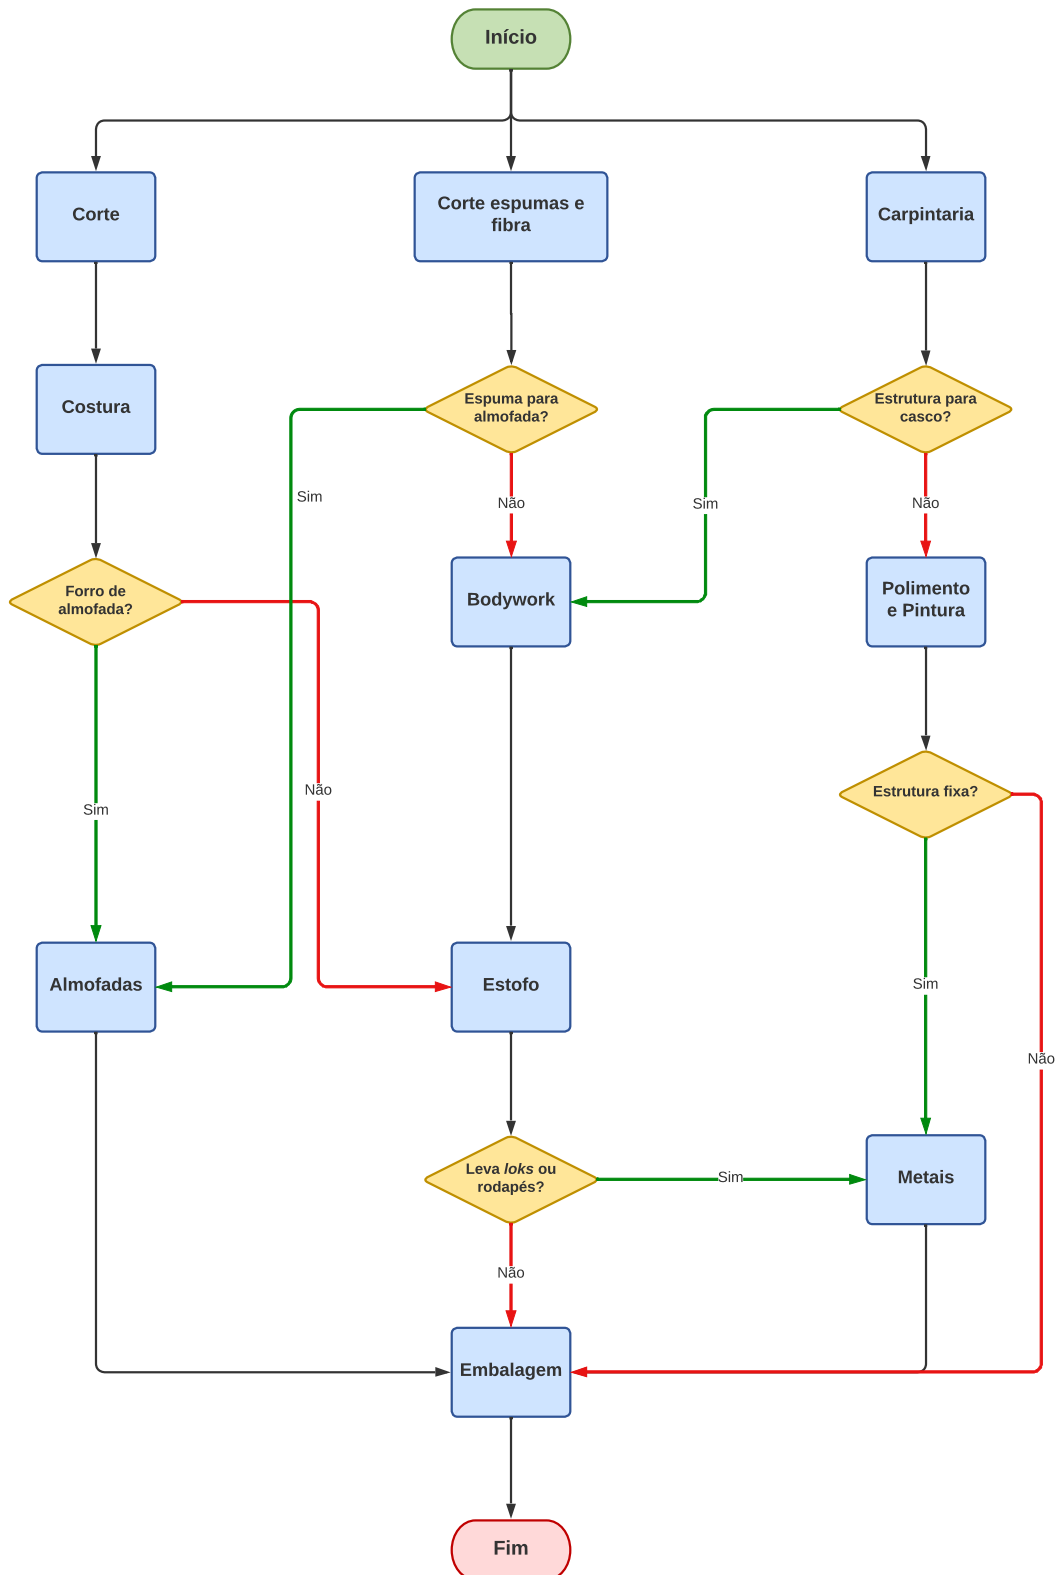 Início
Corte
Corte espumas e
fibra
Carpintaria
Costura
Espuma para
almofada?
Estrutura para
casco?
Sim
Não
Sim
Não
Forro de
almofada?
Bodywork
Polimento
e Pintura
Não
Sim
Estrutura fixa?
Almofadas
Estofo
Sim
Não
Leva loks ou
rodapés?
Sim
Metais
Não
Embalagem
Fim